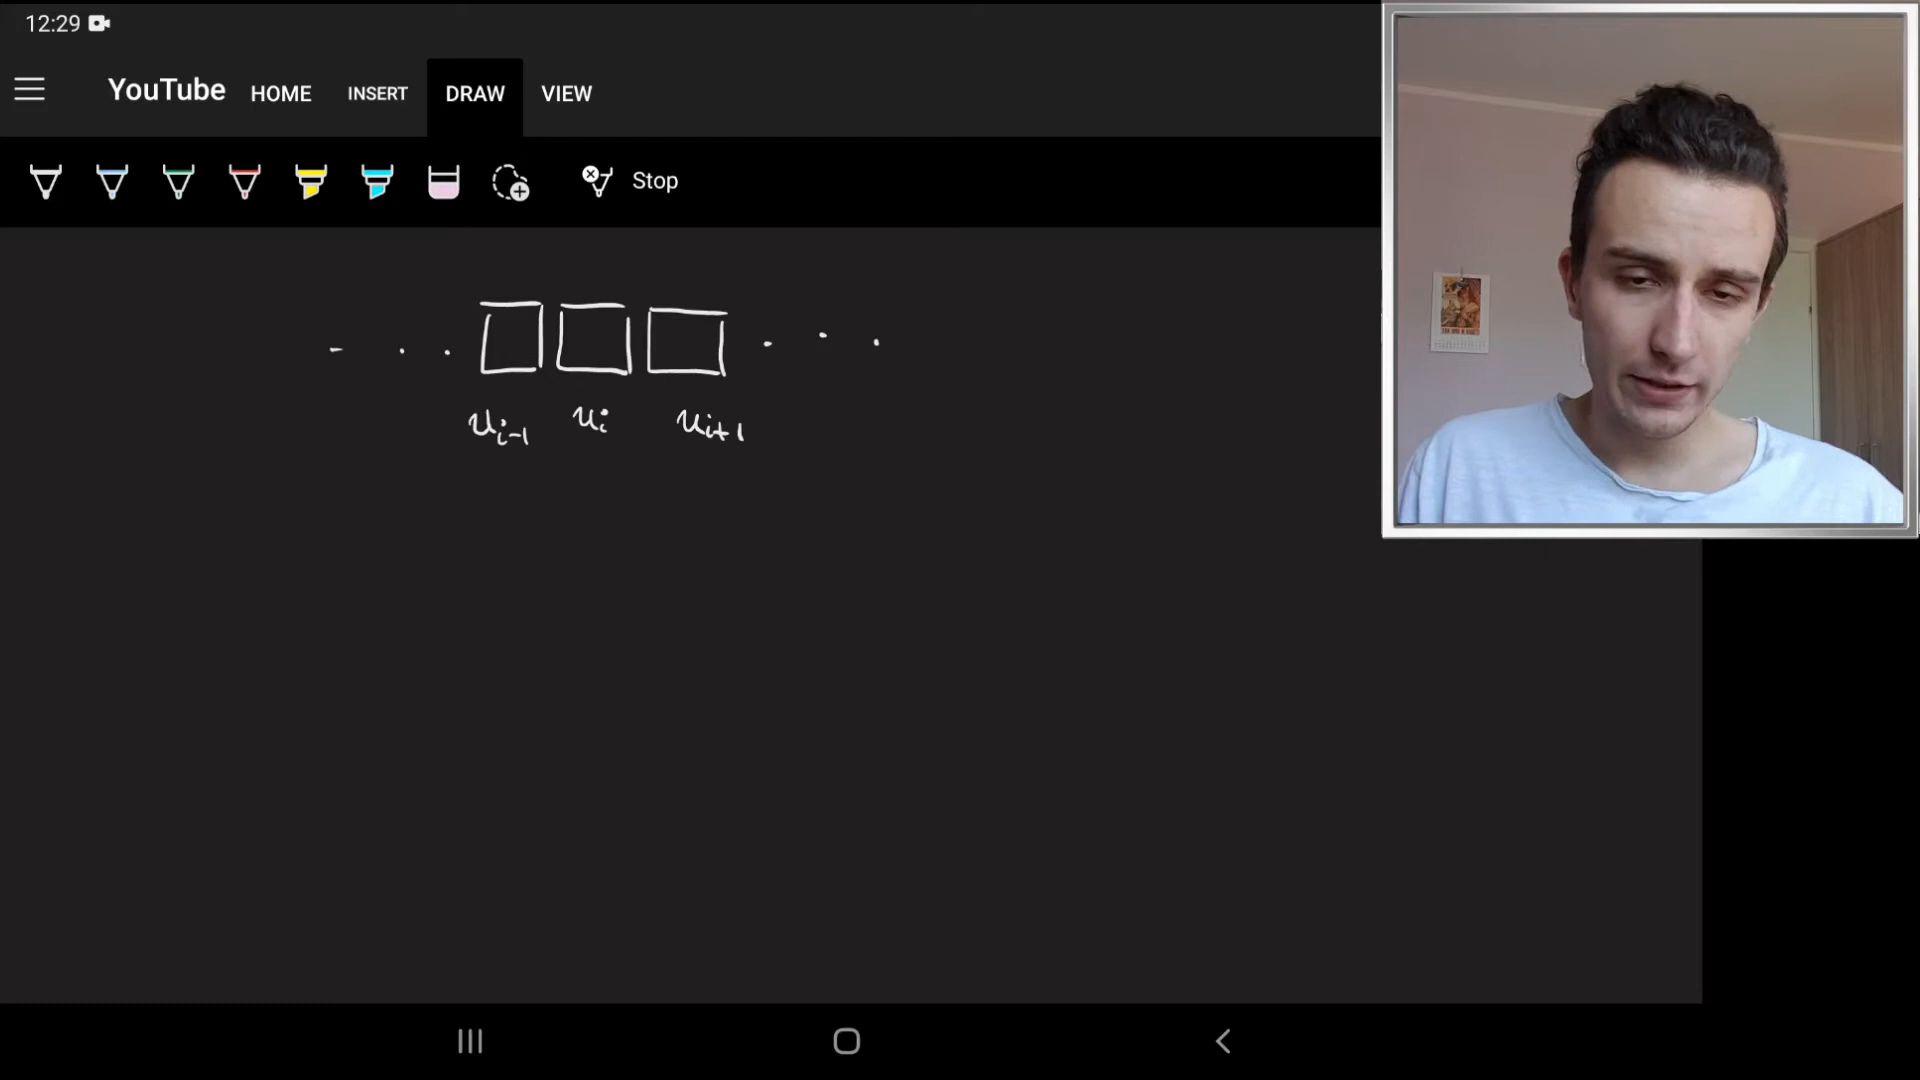 12:29
YouTube HOME INSERT DRAW VIEW
Stop
. . . . . .
u_{i-1} u_i u_{i+1}